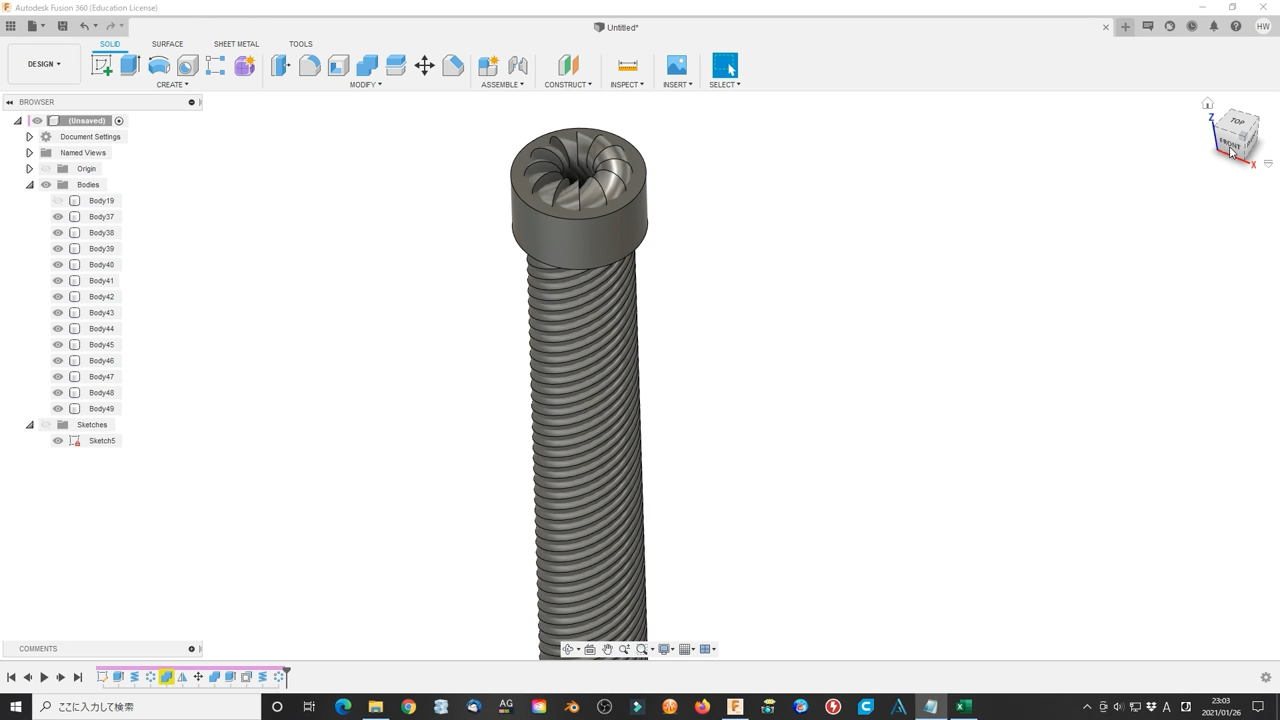 Autodesk Fusion 360 (Education License)
Untitled*
HW
DESIGN
SOLID
SURFACE
SHEET METAL
TOOLS
CREATE
MODIFY
ASSEMBLE
CONSTRUCT
INSPECT
INSERT
SELECT
BROWSER
(Unsaved)
Document Settings
Named Views
Origin
Bodies
Body19
Body37
Body38
Body39
Body40
Body41
Body42
Body43
Body44
Body45
Body46
Body47
Body48
Body49
Sketches
Sketch5
TOP
FRONT
Z
X
COMMENTS
ここに入力して検索
AG
A
23:03
2021/01/26